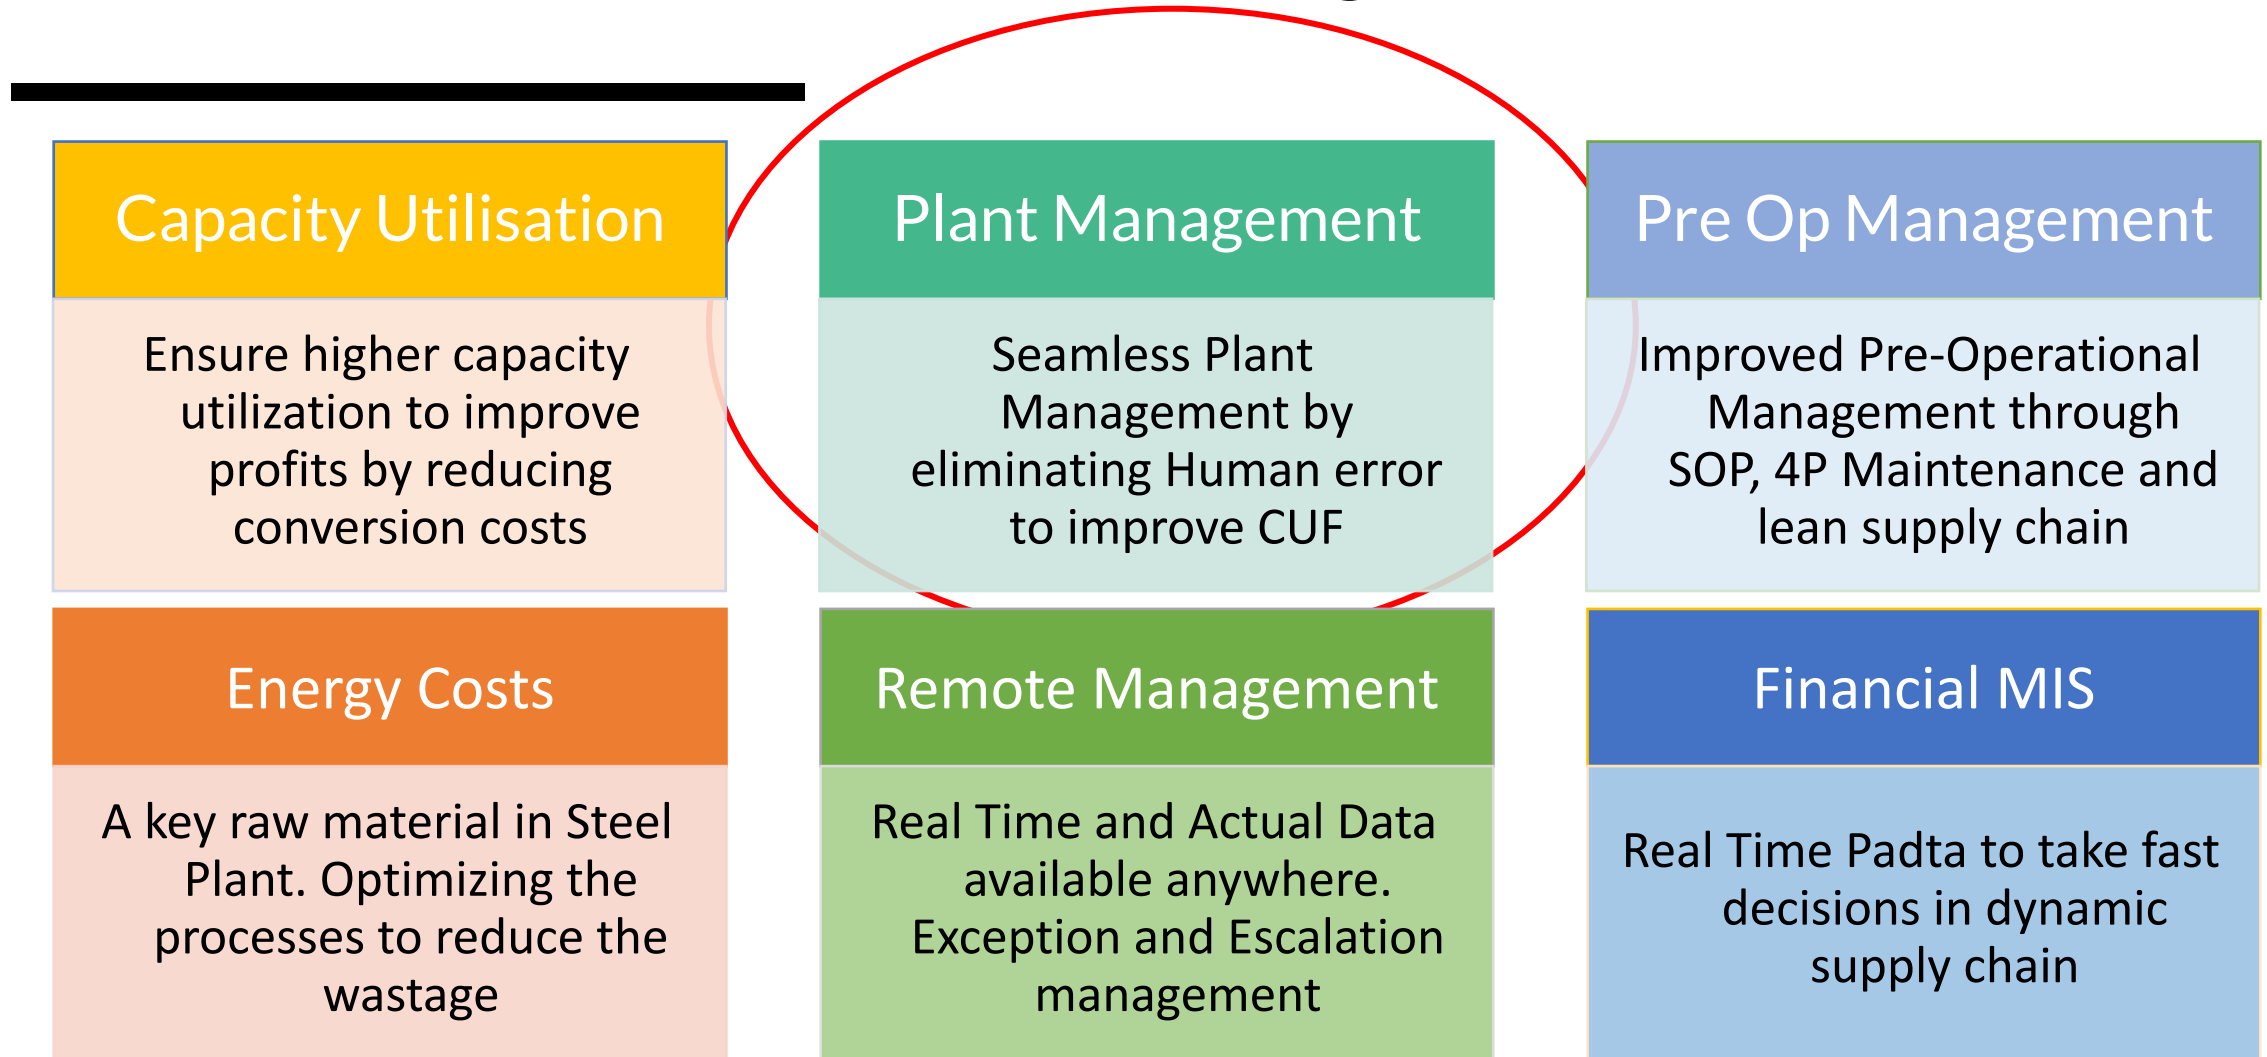 Capacity Utilisation
Ensure higher capacity
utilization to improve
profits by reducing
conversion costs
Plant Management
Seamless Plant
Management by
eliminating Human error
to improve CUF
Pre Op Management
Improved Pre-Operational
Management through
SOP, 4P Maintenance and
lean supply chain
Energy Costs
A key raw material in Steel
Plant. Optimizing the
processes to reduce the
wastage
Remote Management
Real Time and Actual Data
available anywhere.
Exception and Escalation
management
Financial MIS
Real Time Padta to take fast
decisions in dynamic
supply chain